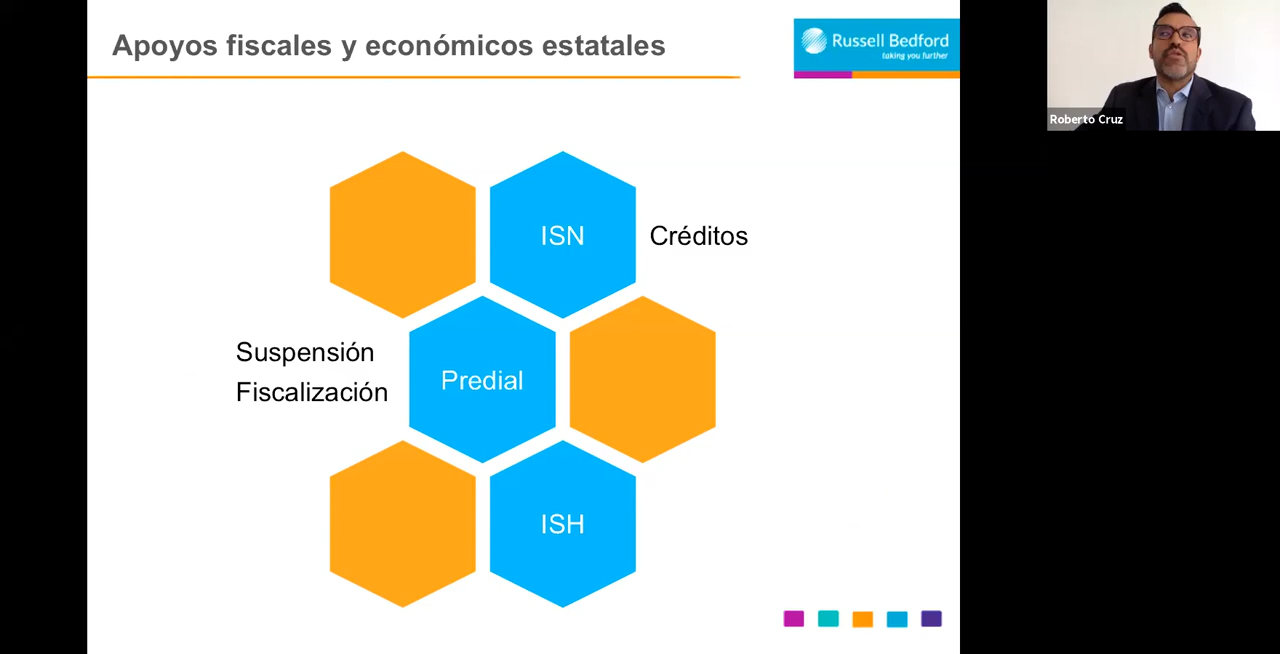 Apoyos fiscales y económicos estatales
Russell Bedford
taking you further
Roberto Cruz
ISN
Créditos
Suspensión
Fiscalización
Predial
ISH